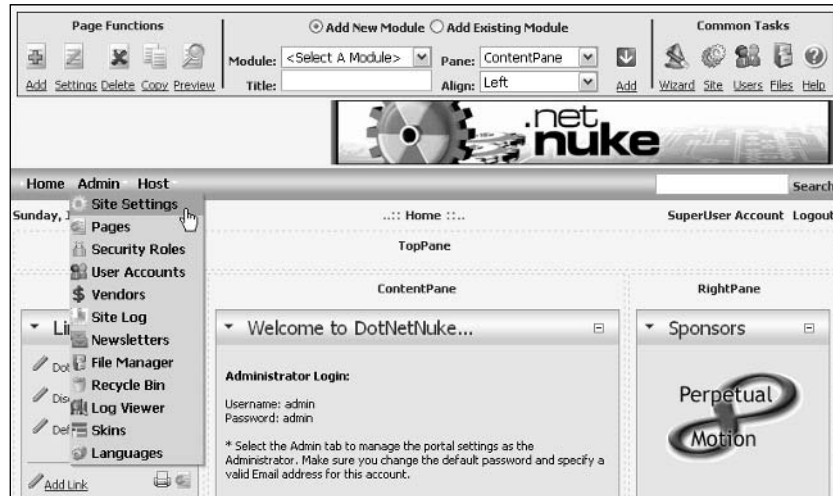 Page Functions
Add New Module Add Existing Module
Common Tasks
Module: <Select A Module> Pane: ContentPane
Title: Align: Left
Add Settings Delete Copy Preview
Add
Wizard Site Users Files Help
.net
nuke
Home Admin Host
Search
Sunday,
..:: Home ::..
SuperUser Account Logout
Site Settings
Pages
Security Roles
User Accounts
Vendors
Site Log
Newsletters
File Manager
Recycle Bin
Log Viewer
Skins
Languages
TopPane
ContentPane
RightPane
Add Link
Welcome to DotNetNuke...
Administrator Login:
Username: admin
Password: admin
* Select the Admin tab to manage the portal settings as the
Administrator. Make sure you change the default password and specify a
valid Email address for this account.
Sponsors
Perpetual
Motion